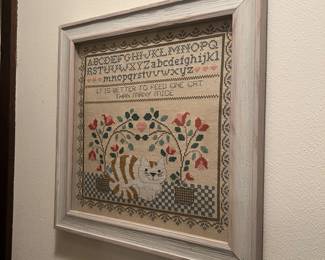 ABCDEFGHIJKLMNOPQ
RSTUVWXYZabcdefghijkl
mnopqrstuvwxyz
IT IS BETTER TO FEED ONE CAT
THAN MANY MICE